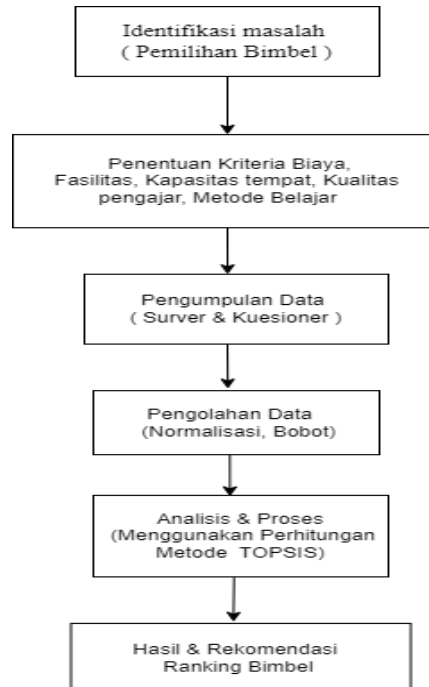 Identifikasi masalah
( Pemilihan Bimbel )
Penentuan Kriteria Biaya,
Fasilitas, Kapasitas tempat, Kualitas
pengajar, Metode Belajar
Pengumpulan Data
( Surver & Kuesioner )
Pengolahan Data
(Normalisasi, Bobot)
Analisis & Proses
(Menggunakan Perhitungan
Metode TOPSIS)
Hasil & Rekomendasi
Ranking Bimbel